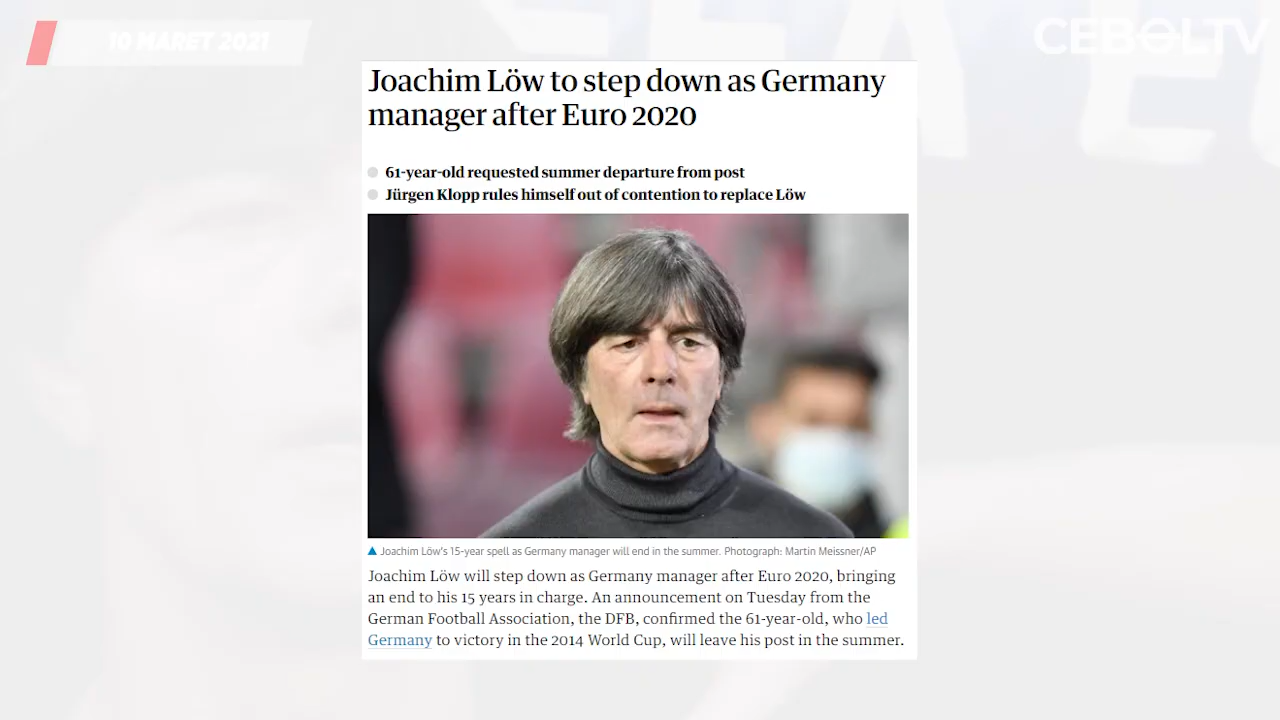 10 MARET 2021
CEBOLTV
Joachim Löw to step down as Germany
manager after Euro 2020
61-year-old requested summer departure from post
Jürgen Klopp rules himself out of contention to replace Löw
Joachim Löw's 15-year spell as Germany manager will end in the summer. Photograph: Martin Meissner/AP
Joachim Löw will step down as Germany manager after Euro 2020, bringing
an end to his 15 years in charge. An announcement on Tuesday from the
German Football Association, the DFB, confirmed the 61-year-old, who led
Germany to victory in the 2014 World Cup, will leave his post in the summer.